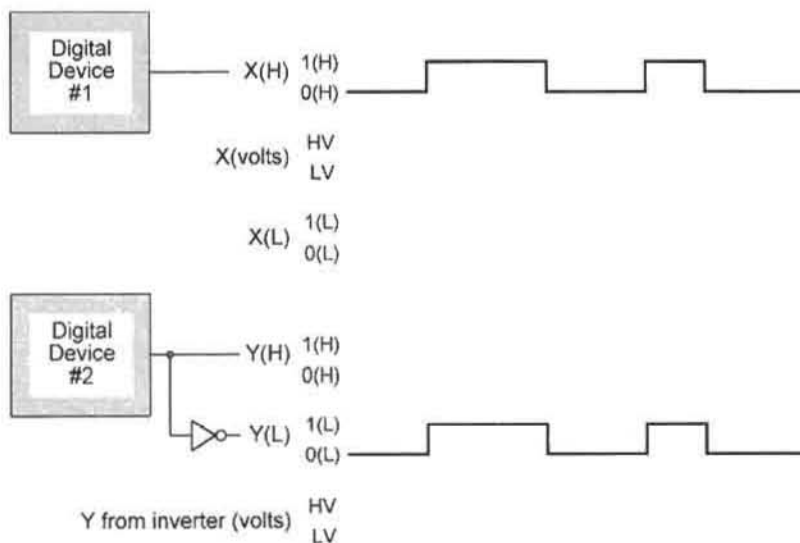 Digital
Device
#1
X(H)
1(H)
0(H)
X(volts)
HV
LV
X(L)
1(L)
0(L)
Digital
Device
#2
Y(H)
1(H)
0(H)
Y(L)
1(L)
0(L)
Y from inverter (volts)
HV
LV